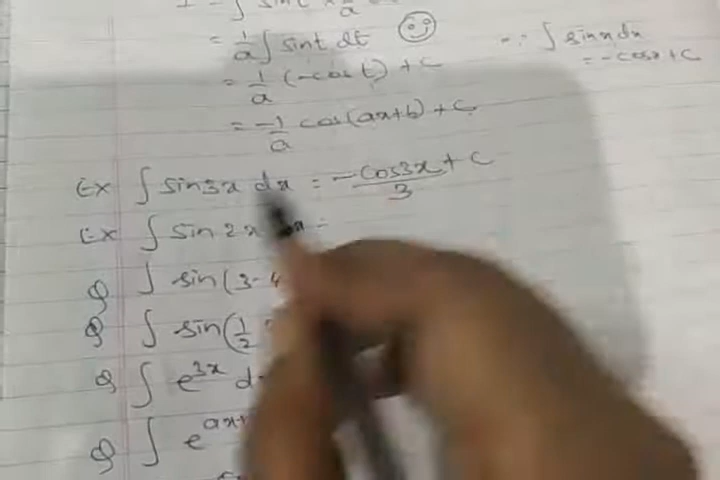 = 1/a ∫ sint dt
∵ ∫ sinx dx
= 1/a (-cos t) + c
= -cosx + c
= -1/a cos(ax+b) + c
Ex ∫ sin3x dx = -cos3x/3 + c
Ex ∫ sin 2x =
Q ∫ sin(3-4
Q ∫ sin(1/2
Q ∫ e^3x d
Q ∫ e^ax+